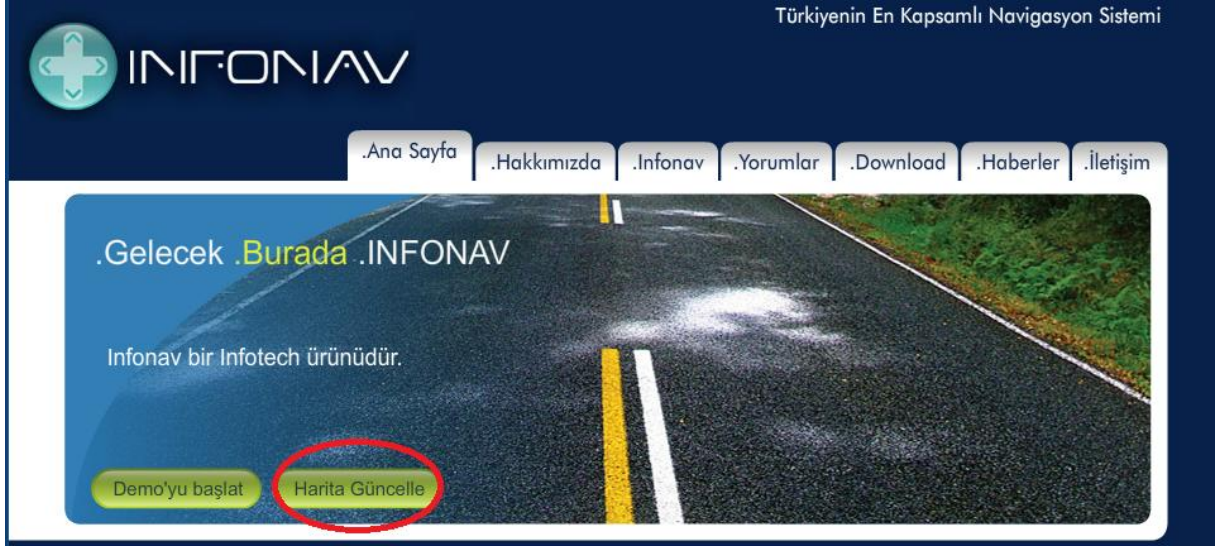 Türkiyenin En Kapsamlı Navigasyon Sistemi
INFONAV
.Ana Sayfa .Hakkımızda .Infonav .Yorumlar .Download .Haberler .İletişim
.Gelecek .Burada .INFONAV
Infonav bir Infotech ürünüdür.
Demo'yu başlat Harita Güncelle